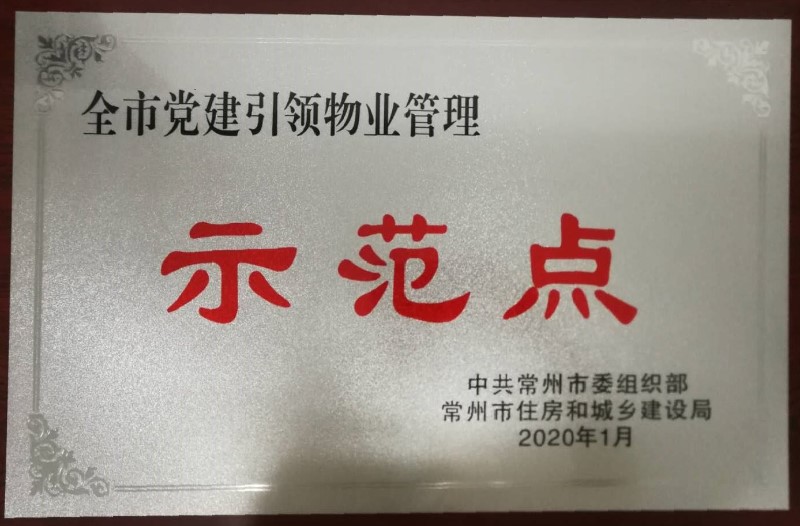 全市党建引领物业管理
示范点
中共常州市委组织部
常州市住房和城乡建设局
2020年1月